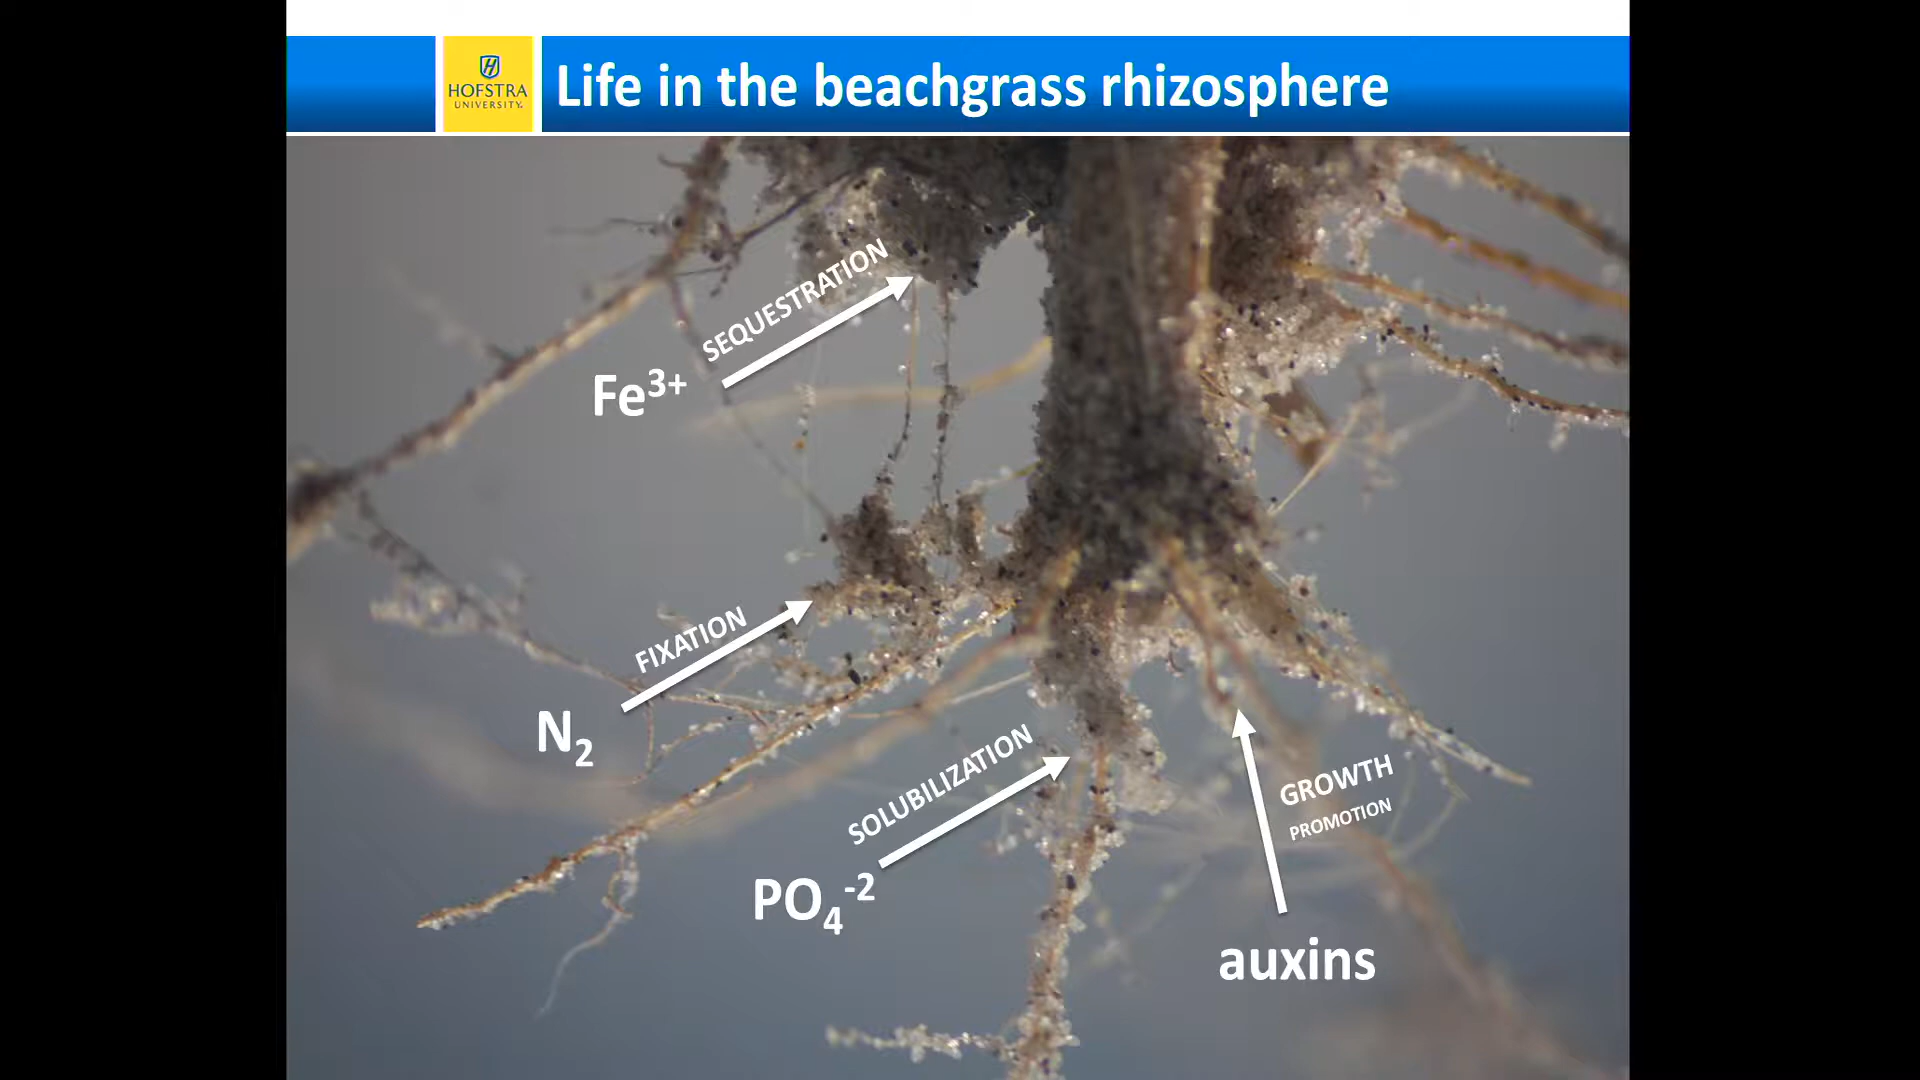 HOFSTRA
UNIVERSITY.
Life in the beachgrass rhizosphere
SEQUESTRATION
Fe³⁺
FIXATION
N₂
SOLUBILIZATION
PO₄⁻²
GROWTH
PROMOTION
auxins